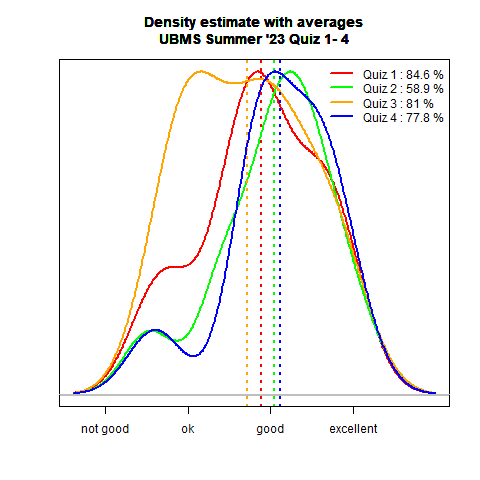 Density estimate with averages
UBMS Summer '23 Quiz 1- 4
Quiz 1 : 84.6 %
Quiz 2 : 58.9 %
Quiz 3 : 81 %
Quiz 4 : 77.8 %
not good ok good excellent